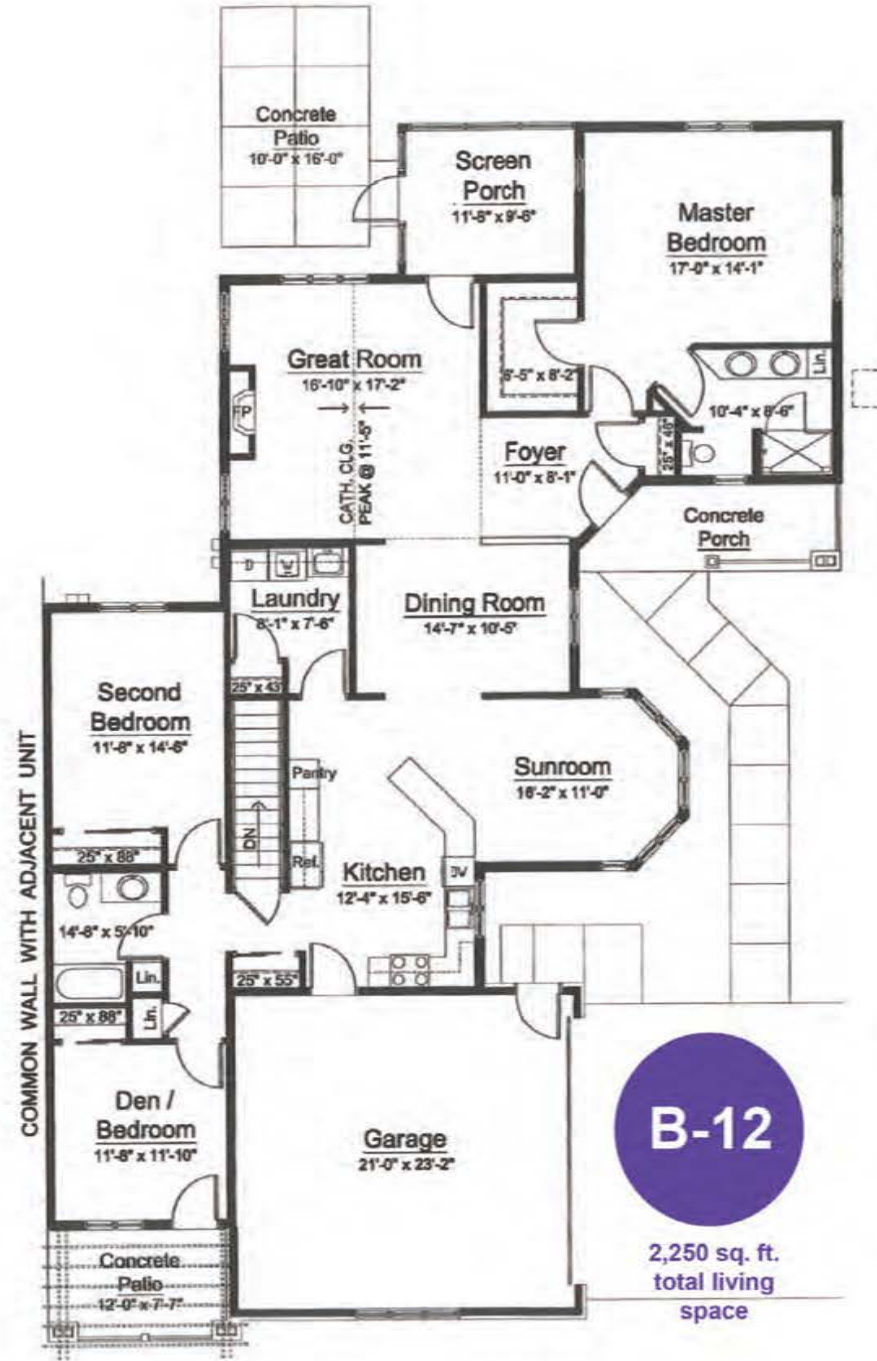 Concrete
Patio
10'-0" x 16'-0"
Screen
Porch
11'-8" x 9'-6"
Master
Bedroom
17'-0" x 14'-1"
Great Room
16'-10" x 17'-2"
FP
CATH. CLG.
PEAK @ 11'-5"
8'-5" x 8'-2"
Lin.
10'-4" x 8'-6"
25" x 46"
Foyer
11'-0" x 8'-1"
Concrete
Porch
D
W
Laundry
8'-1" x 7'-6"
25" x 43"
Dining Room
14'-7" x 10'-5"
Second
Bedroom
11'-8" x 14'-6"
25" x 88"
COMMON WALL WITH ADJACENT UNIT
DN
Pantry
Ref.
Sunroom
16'-2" x 11'-0"
Kitchen
12'-4" x 15'-6"
DW
14'-8" x 5'-10"
Lin.
Lin.
25" x 88"
25" x 55"
Den /
Bedroom
11'-8" x 11'-10"
Garage
21'-0" x 23'-2"
Concrete
Patio
12'-0" x 7'-7"
B-12
2,250 sq. ft.
total living
space